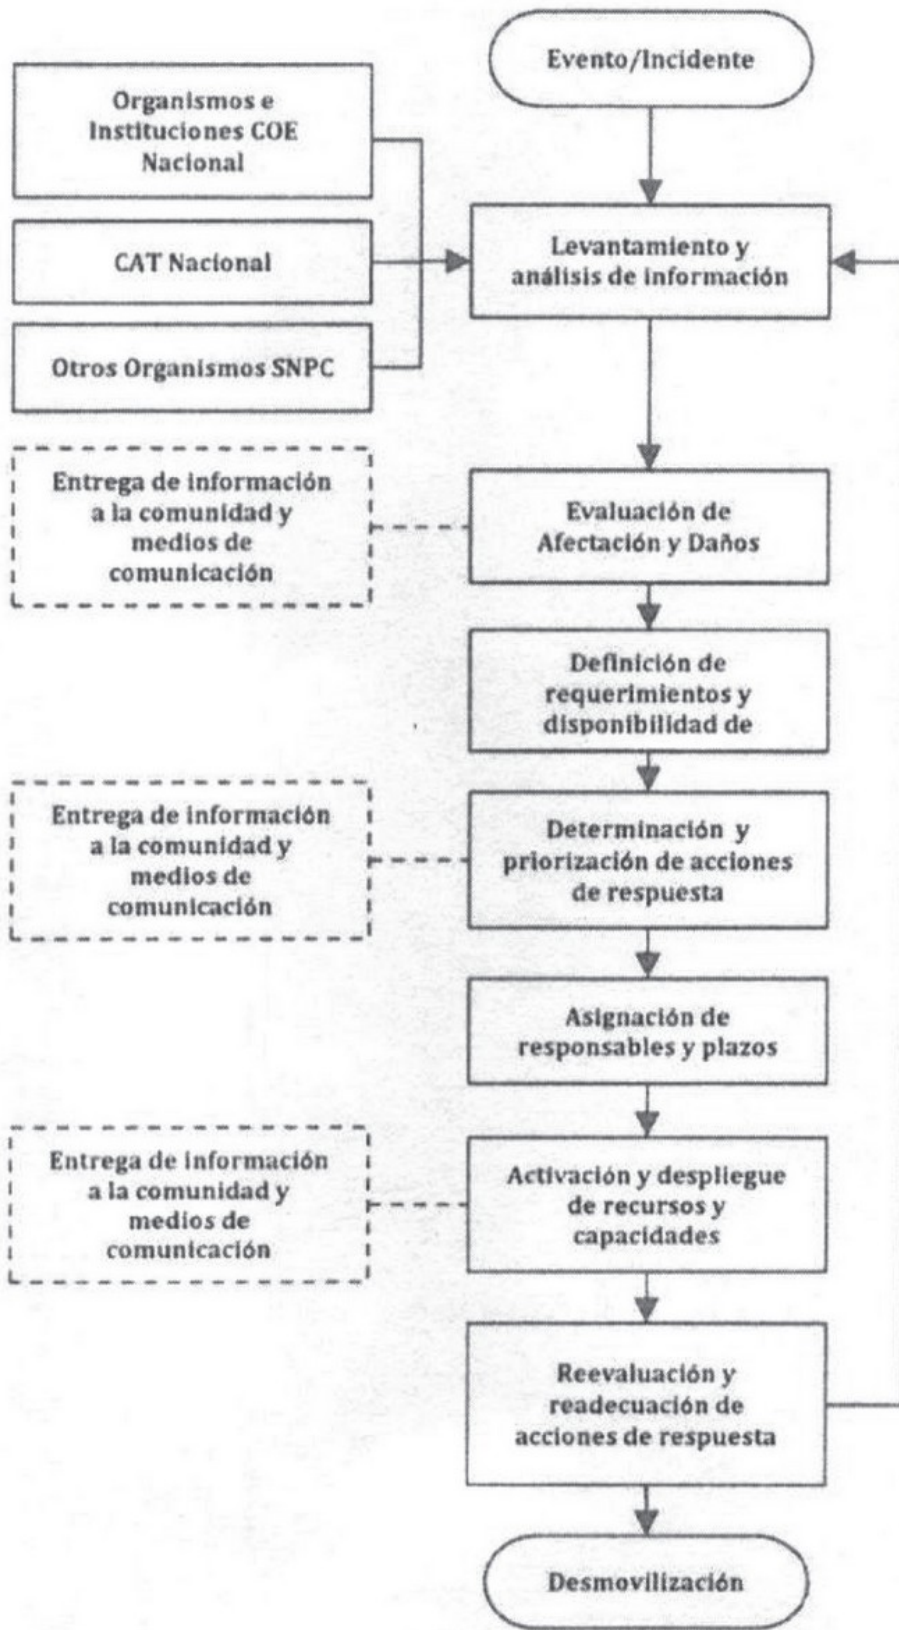 Evento/Incidente
Organismos e
Instituciones COE
Nacional
CAT Nacional
Otros Organismos SNPC
Levantamiento y
análisis de información
Entrega de información
a la comunidad y
medios de
comunicación
Evaluación de
Afectación y Daños
Definición de
requerimientos y
disponibilidad de
Entrega de información
a la comunidad y
medios de
comunicación
Determinación y
priorización de acciones
de respuesta
Asignación de
responsables y plazos
Entrega de información
a la comunidad y
medios de
comunicación
Activación y despliegue
de recursos y
capacidades
Reevaluación y
readecuación de
acciones de respuesta
Desmovilización